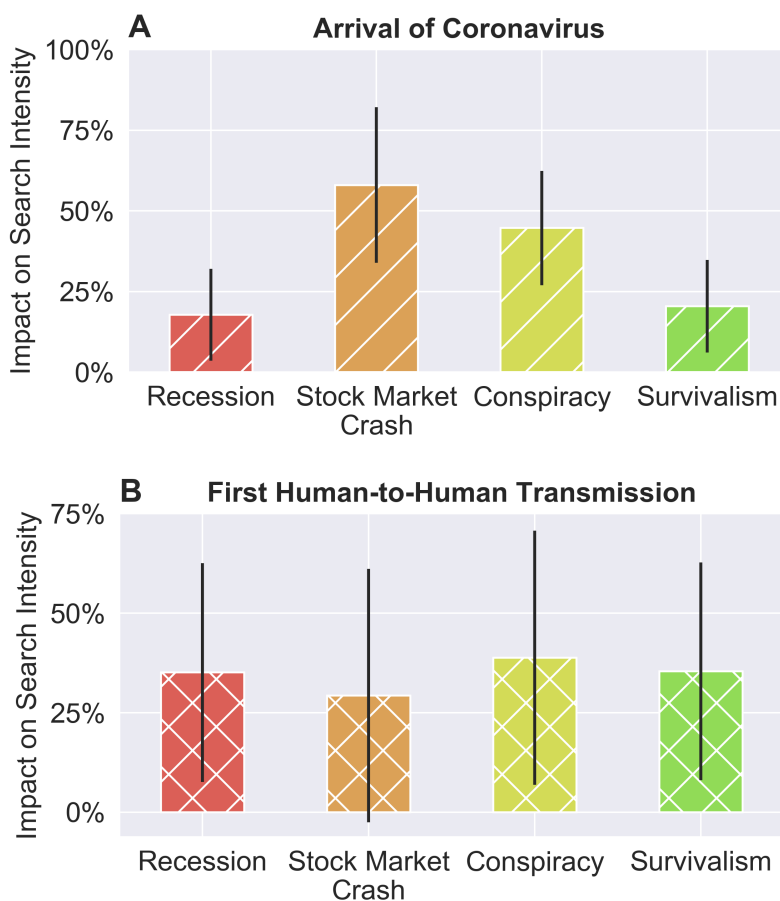 A Arrival of Coronavirus
Impact on Search Intensity
100%
75%
50%
25%
0%
Recession Stock Market Conspiracy Survivalism
Crash
B First Human-to-Human Transmission
Impact on Search Intensity
75%
50%
25%
0%
Recession Stock Market Conspiracy Survivalism
Crash